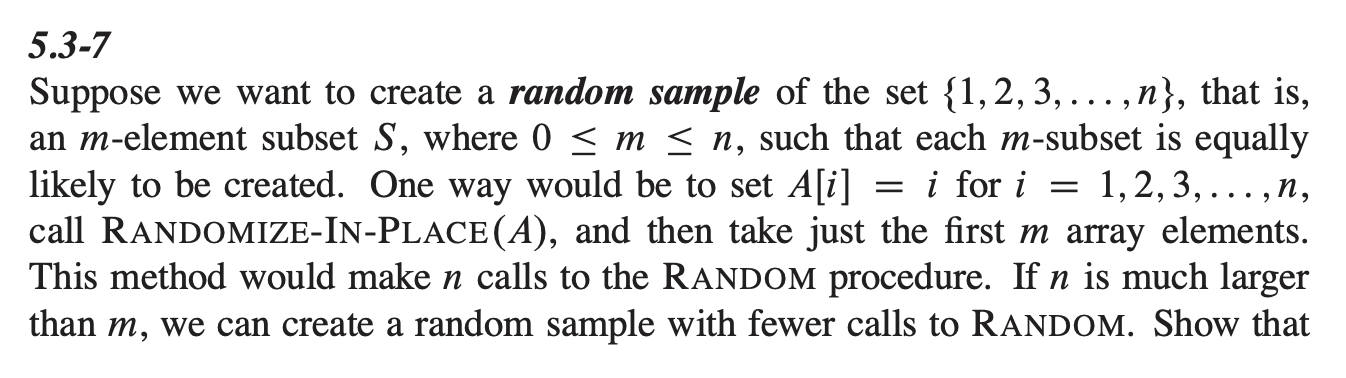 5.3-7
Suppose we want to create a random sample of the set {1, 2, 3, . . . , n}, that is,
an m-element subset S, where 0 ≤ m ≤ n, such that each m-subset is equally
likely to be created. One way would be to set A[i] = i for i = 1, 2, 3, . . . , n,
call RANDOMIZE-IN-PLACE(A), and then take just the first m array elements.
This method would make n calls to the RANDOM procedure. If n is much larger
than m, we can create a random sample with fewer calls to RANDOM. Show that